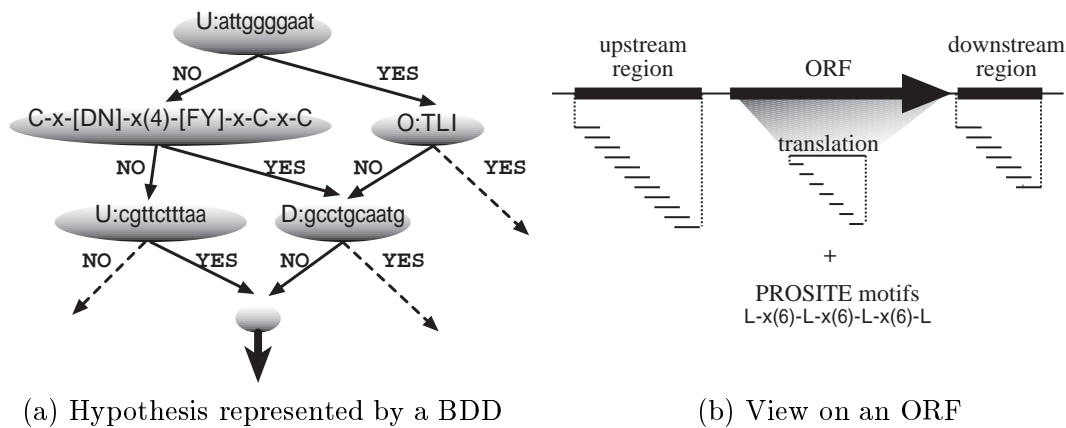 U:attggggaat
NO
YES
C-x-[DN]-x(4)-[FY]-x-C-x-C
O:TLI
NO
YES
NO
YES
U:cgttctttaa
D:gcctgcaatg
NO
YES
NO
YES
(a) Hypothesis represented by a BDD
upstream
region
ORF
downstream
region
translation
+
PROSITE motifs
L-x(6)-L-x(6)-L-x(6)-L
(b) View on an ORF